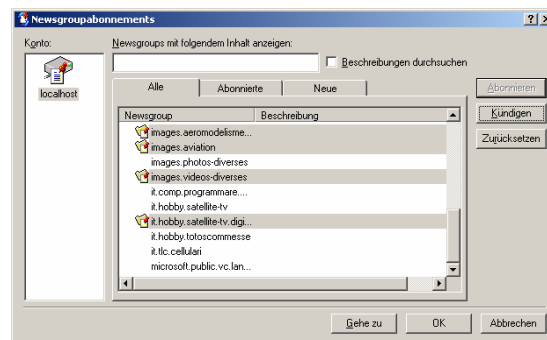 Newsgroupabonnements
Konto:
Newsgroups mit folgendem Inhalt anzeigen:
Beschreibungen durchsuchen
localhost
Alle Abonnierte Neue
Newsgroup Beschreibung
images.aeromodelisme...
images.aviation
images.photos-diverses
images.videos-diverses
it.comp.programmare....
it.hobby.satellite-tv
it.hobby.satellite-tv.digi...
it.hobby.totoscommesse
it.tlc.cellulari
microsoft.public.vc.lan...
Abonnieren
Kündigen
Zurücksetzen
Gehe zu OK Abbrechen